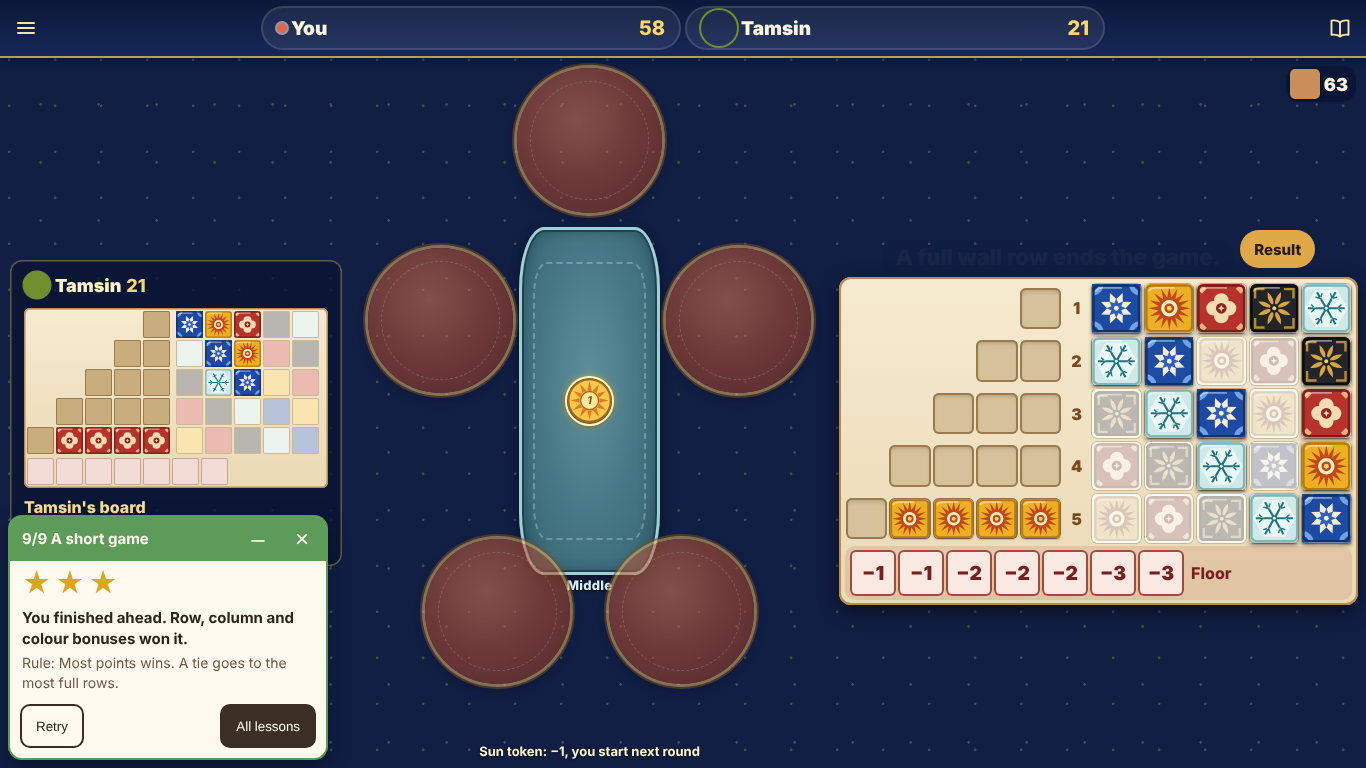 You 58
Tamsin 21
63
A full wall row ends the game.
Result
Tamsin 21
Tamsin's board
1
2
3
4
5
−1 −1 −2 −2 −2 −3 −3 Floor
1
Middle
9/9 A short game
You finished ahead. Row, column and
colour bonuses won it.
Rule: Most points wins. A tie goes to the
most full rows.
Retry
All lessons
Sun token: −1, you start next round